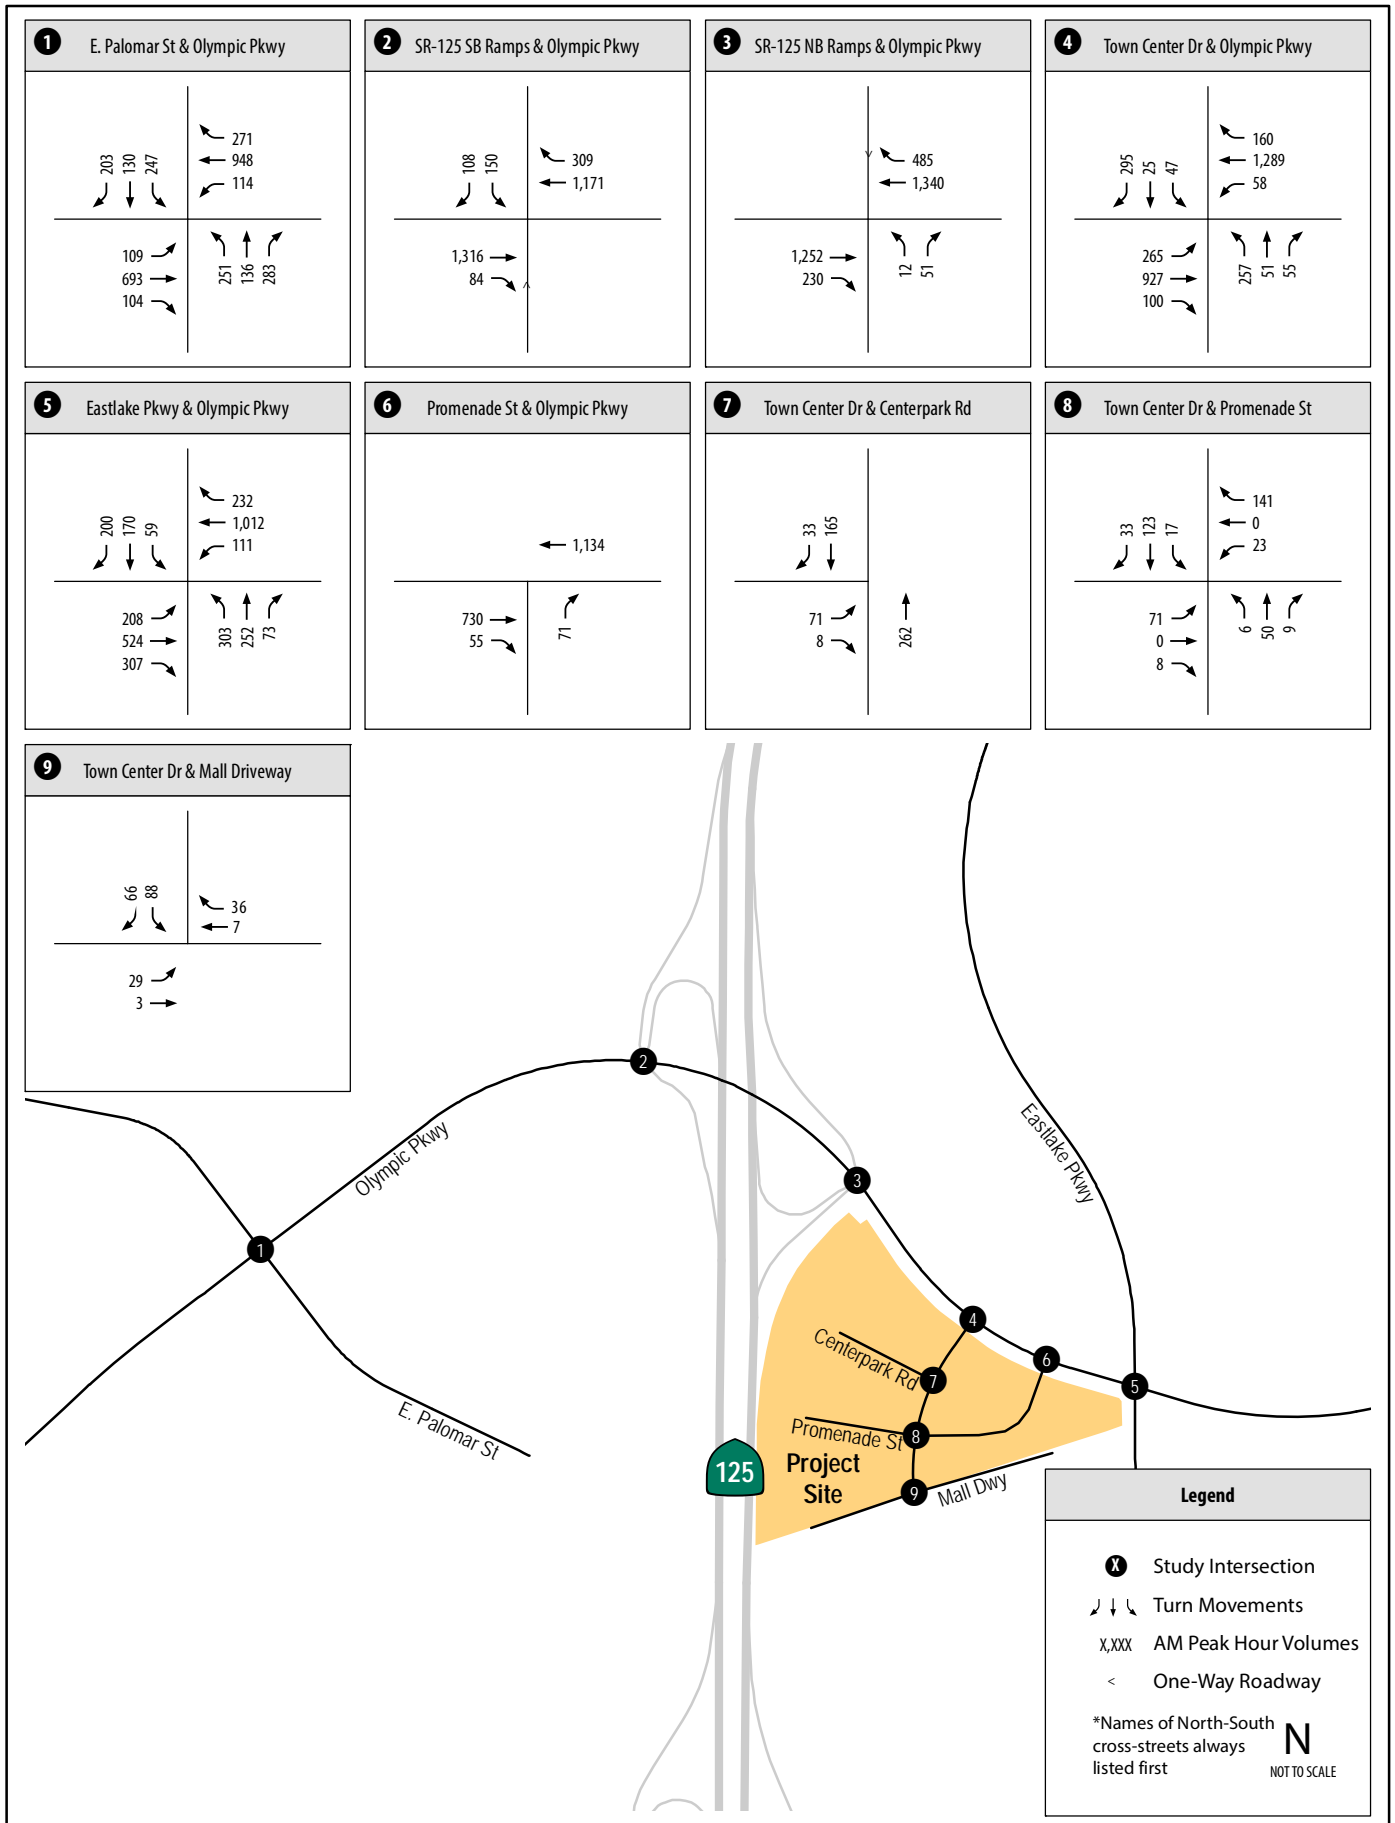 1 E. Palomar St & Olympic Pkwy
203 130 247
271
948
114
109
693
104
251 136 283
2 SR-125 SB Ramps & Olympic Pkwy
108 150
309
1,171
1,316
84
3 SR-125 NB Ramps & Olympic Pkwy
485
1,340
1,252
230
12 51
4 Town Center Dr & Olympic Pkwy
295 25 47
160
1,289
58
265
927
100
257 51 55
5 Eastlake Pkwy & Olympic Pkwy
200 170 59
232
1,012
111
208
524
307
303 252 73
6 Promenade St & Olympic Pkwy
1,134
730
55
71
7 Town Center Dr & Centerpark Rd
33 165
71
8
262
8 Town Center Dr & Promenade St
33 123 17
141
0
23
71
0
8
6 50 9
9 Town Center Dr & Mall Driveway
66 88
36
7
29
3
2
Olympic Pkwy
Eastlake Pkwy
3
1
4
Centerpark Rd
6
7
5
E. Palomar St
Promenade St
8
125
Project
Site
9
Mall Dwy
Legend
X Study Intersection
Turn Movements
X,XXX AM Peak Hour Volumes
< One-Way Roadway
*Names of North-South
cross-streets always
listed first
N
NOT TO SCALE